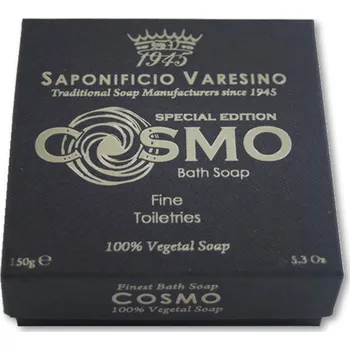 1945
SAPONIFICIO VARESINO
Traditional Soap Manufacturers since 1945
SPECIAL EDITION
COSMO
Bath Soap
Fine
Toiletries
100% Vegetal Soap
150g ℮ 5.3 Oz
Finest Bath Soap
COSMO
100% Vegetal Soap